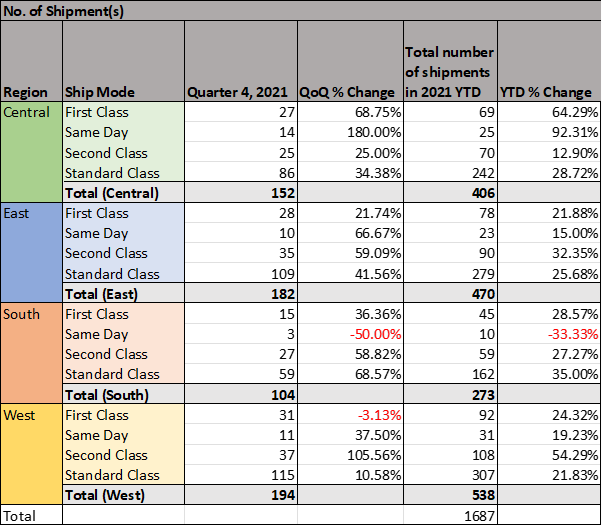 No. of Shipment(s)
Region Ship Mode Quarter 4, 2021 QoQ % Change Total number of shipments in 2021 YTD YTD % Change
Central First Class 27 68.75% 69 64.29%
Same Day 14 180.00% 25 92.31%
Second Class 25 25.00% 70 12.90%
Standard Class 86 34.38% 242 28.72%
Total (Central) 152 406
East First Class 28 21.74% 78 21.88%
Same Day 10 66.67% 23 15.00%
Second Class 35 59.09% 90 32.35%
Standard Class 109 41.56% 279 25.68%
Total (East) 182 470
South First Class 15 36.36% 45 28.57%
Same Day 3 -50.00% 10 -33.33%
Second Class 27 58.82% 59 27.27%
Standard Class 59 68.57% 162 35.00%
Total (South) 104 273
West First Class 31 -3.13% 92 24.32%
Same Day 11 37.50% 31 19.23%
Second Class 37 105.56% 108 54.29%
Standard Class 115 10.58% 307 21.83%
Total (West) 194 538
Total 1687